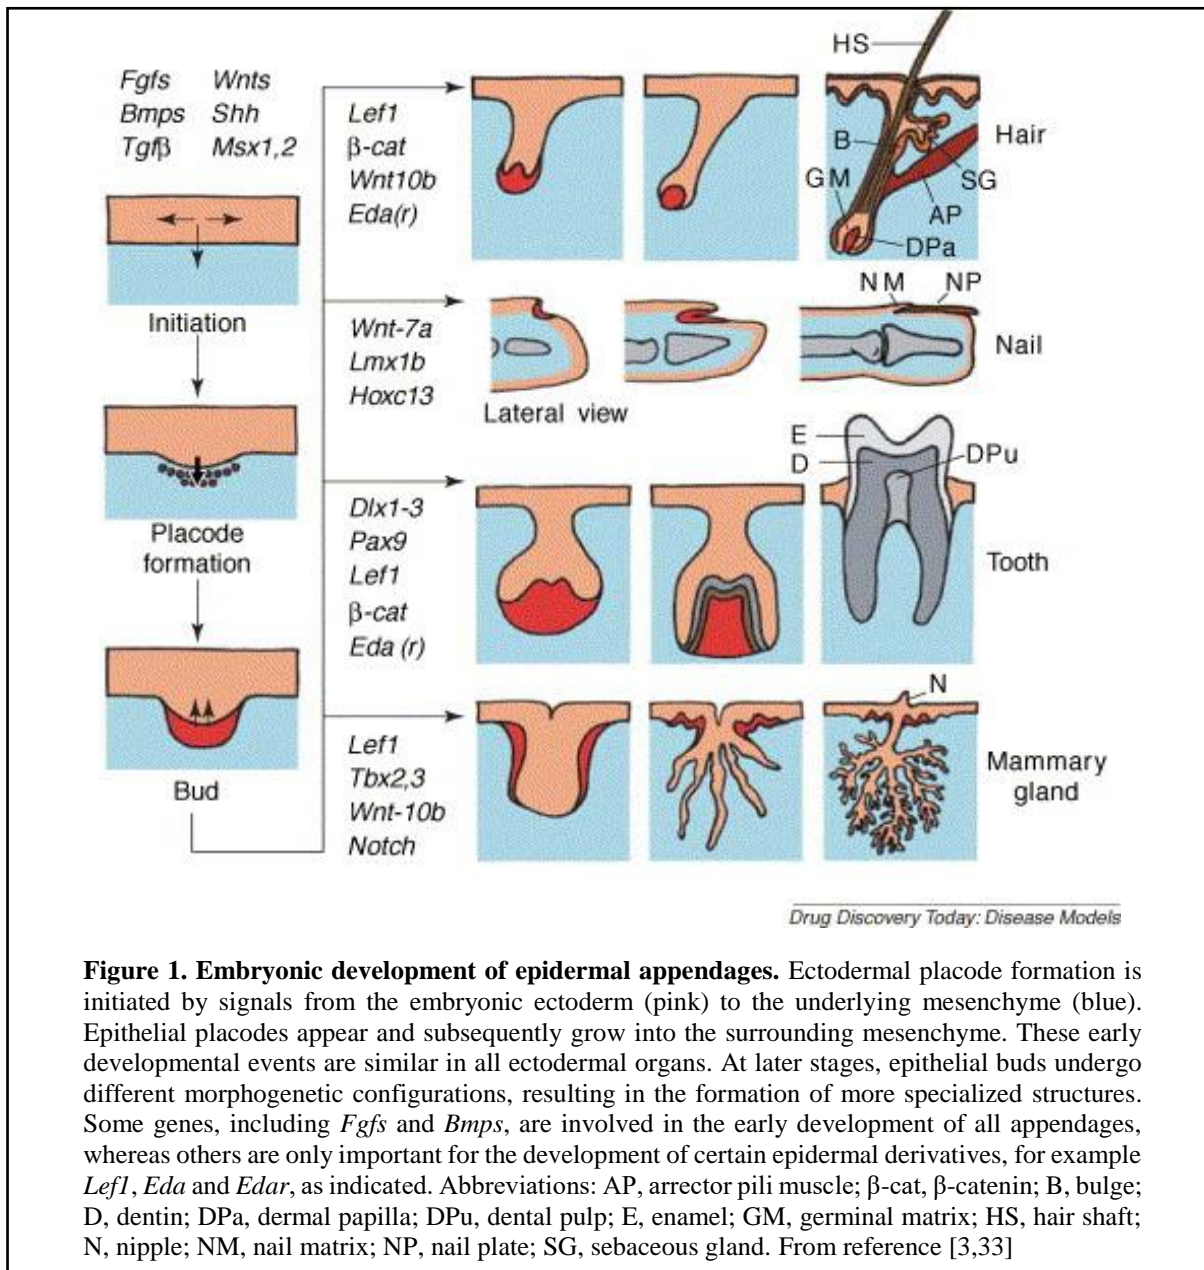 Fgfs Wnts
Bmps Shh
Tgfβ Msx1,2
Initiation
Placode
formation
Bud
Lef1
β-cat
Wnt10b
Eda(r)
HS
B
GM
SG
AP
DPa
Hair
Wnt-7a
Lmx1b
Hoxc13
Lateral view
NM
NP
Nail
Dlx1-3
Pax9
Lef1
β-cat
Eda (r)
E
D
DPu
Tooth
Lef1
Tbx2,3
Wnt-10b
Notch
N
Mammary
gland
Drug Discovery Today: Disease Models
Figure 1. Embryonic development of epidermal appendages. Ectodermal placode formation is
initiated by signals from the embryonic ectoderm (pink) to the underlying mesenchyme (blue).
Epithelial placodes appear and subsequently grow into the surrounding mesenchyme. These early
developmental events are similar in all ectodermal organs. At later stages, epithelial buds undergo
different morphogenetic configurations, resulting in the formation of more specialized structures.
Some genes, including Fgfs and Bmps, are involved in the early development of all appendages,
whereas others are only important for the development of certain epidermal derivatives, for example
Lef1, Eda and Edar, as indicated. Abbreviations: AP, arrector pili muscle; β-cat, β-catenin; B, bulge;
D, dentin; DPa, dermal papilla; DPu, dental pulp; E, enamel; GM, germinal matrix; HS, hair shaft;
N, nipple; NM, nail matrix; NP, nail plate; SG, sebaceous gland. From reference [3,33]